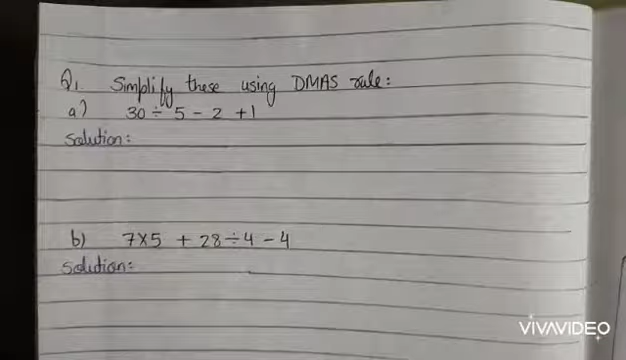 Q1 Simplify these using DMAS rule:
a) 30 ÷ 5 - 2 + 1
Solution:
b) 7×5 + 28 ÷ 4 - 4
Solution:
VIVAVIDEO